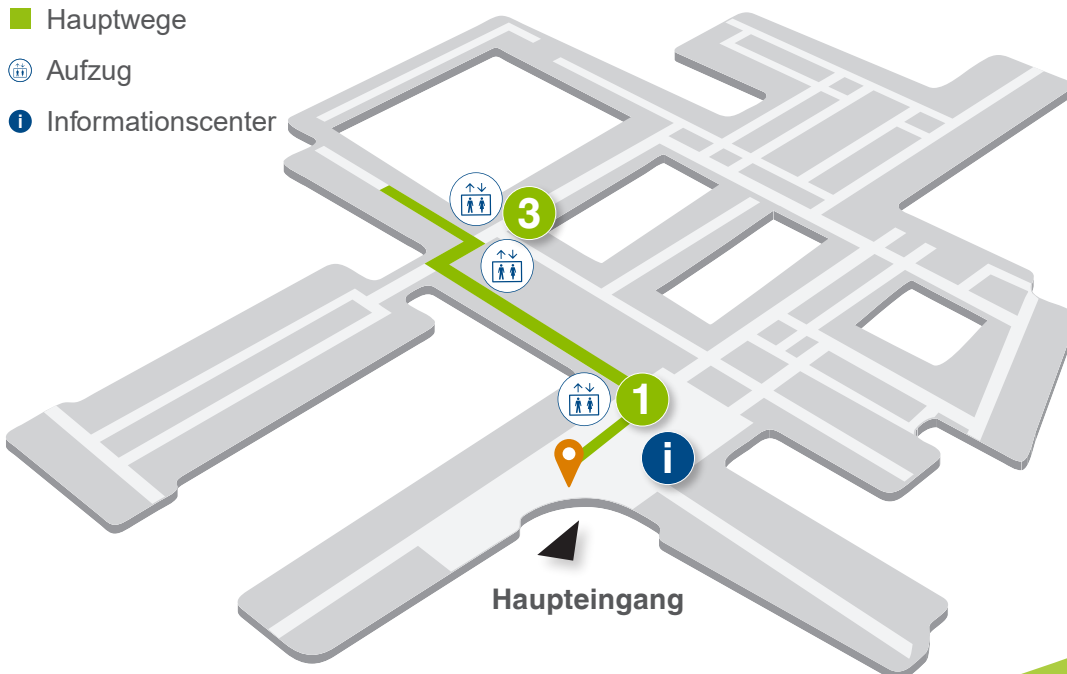 Hauptwege
Aufzug
i Informationscenter
3
1
i
Haupteingang